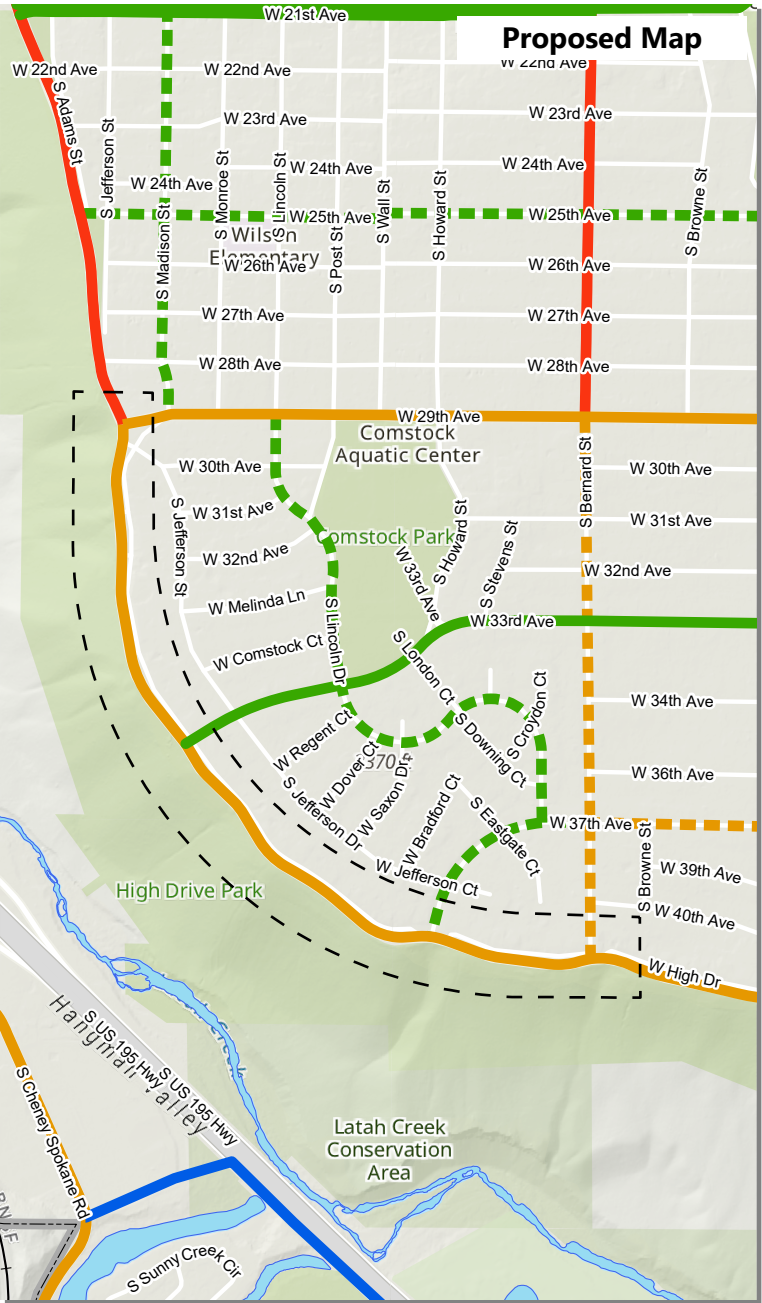 W 21st Ave
Proposed Map
W 22nd Ave
W 22nd Ave
W 22nd Ave
S Adams St
W 23rd Ave
W 23rd Ave
S Jefferson St
S Monroe St
S Lincoln St
W 24th Ave
W 24th Ave
W 24th Ave
S Wall St
S Howard St
S Browne St
S Madison St
W 25th Ave
W 25th Ave
S Post St
Wilson
Elementary
W 26th Ave
W 26th Ave
W 27th Ave
W 27th Ave
W 28th Ave
W 28th Ave
W 29th Ave
Comstock
Aquatic Center
S Bernard St
W 30th Ave
W 30th Ave
S Jefferson St
W 31st Ave
W 31st Ave
Comstock Park
S Howard St
S Stevens St
W 32nd Ave
W 32nd Ave
W 33rd Ave
W Melinda Ln
S Lincoln Dr
W 33rd Ave
W Comstock Ct
S London Ct
S Croydon Ct
W 34th Ave
W Regent Ct
S Downing Ct
W Dover Ct
W Saxon Dr
W 36th Ave
S Jefferson Dr
W Bradford Ct
S Eastgate Ct
W 37th Ave
S Browne St
W 39th Ave
W Jefferson Ct
High Drive Park
W 40th Ave
W High Dr
Hangman Valley
S US 195 Hwy
S US 195 Hwy
Creek
S Cheney Spokane Rd
Latah Creek
Conservation
Area
S Sunny Creek Cir